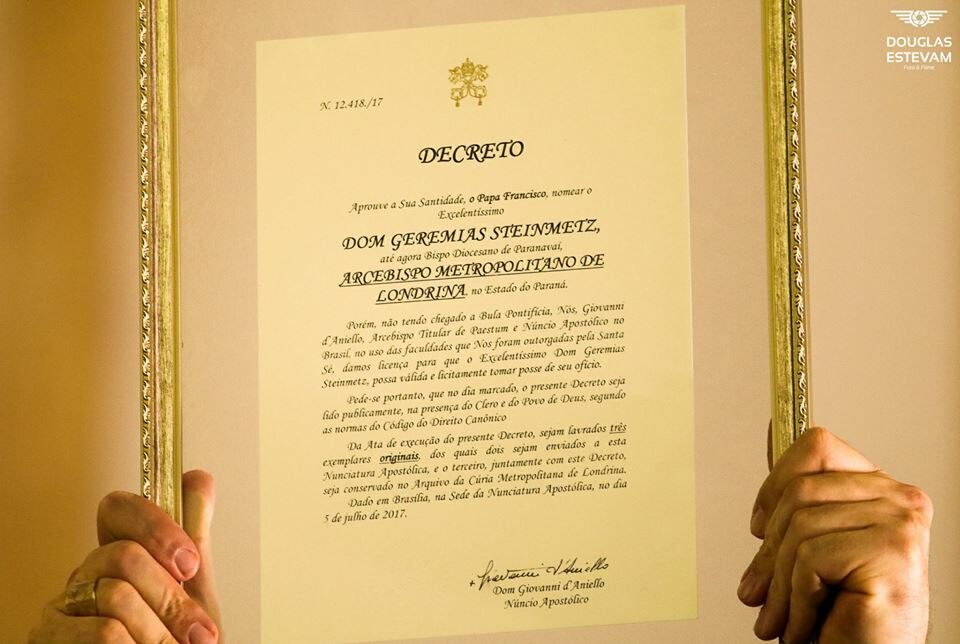 DOUGLAS
ESTEVAM
Foto & Filme
N. 12.418./17
DECRETO
Aprouve a Sua Santidade, o Papa Francisco, nomear o
Excelentíssimo
DOM GEREMIAS STEINMETZ,
até agora Bispo Diocesano de Paranavaí,
ARCEBISPO METROPOLITANO DE
LONDRINA, no Estado do Paraná.
Porém, não tendo chegado a Bula Pontifícia, Nós, Giovanni
d'Aniello, Arcebispo Titular de Paestum e Núncio Apostólico no
Brasil, no uso das faculdades que Nos foram outorgadas pela Santa
Sé, damos licença para que o Excelentíssimo Dom Geremias
Steinmetz, possa válida e licitamente tomar posse de seu ofício.
Pede-se portanto, que no dia marcado, o presente Decreto seja
lido publicamente, na presença do Clero e do Povo de Deus, segundo
as normas do Código do Direito Canônico
Da Ata de execução do presente Decreto, sejam lavrados três
exemplares originais, dos quais dois sejam enviados a esta
Nunciatura Apostólica, e o terceiro, juntamente com este Decreto,
seja conservado no Arquivo da Cúria Metropolitana de Londrina.
Dado em Brasília, na Sede da Nunciatura Apostólica, no dia
5 de julho de 2017.
+ Giovanni d'Aniello
Dom Giovanni d'Aniello
Núncio Apostólico